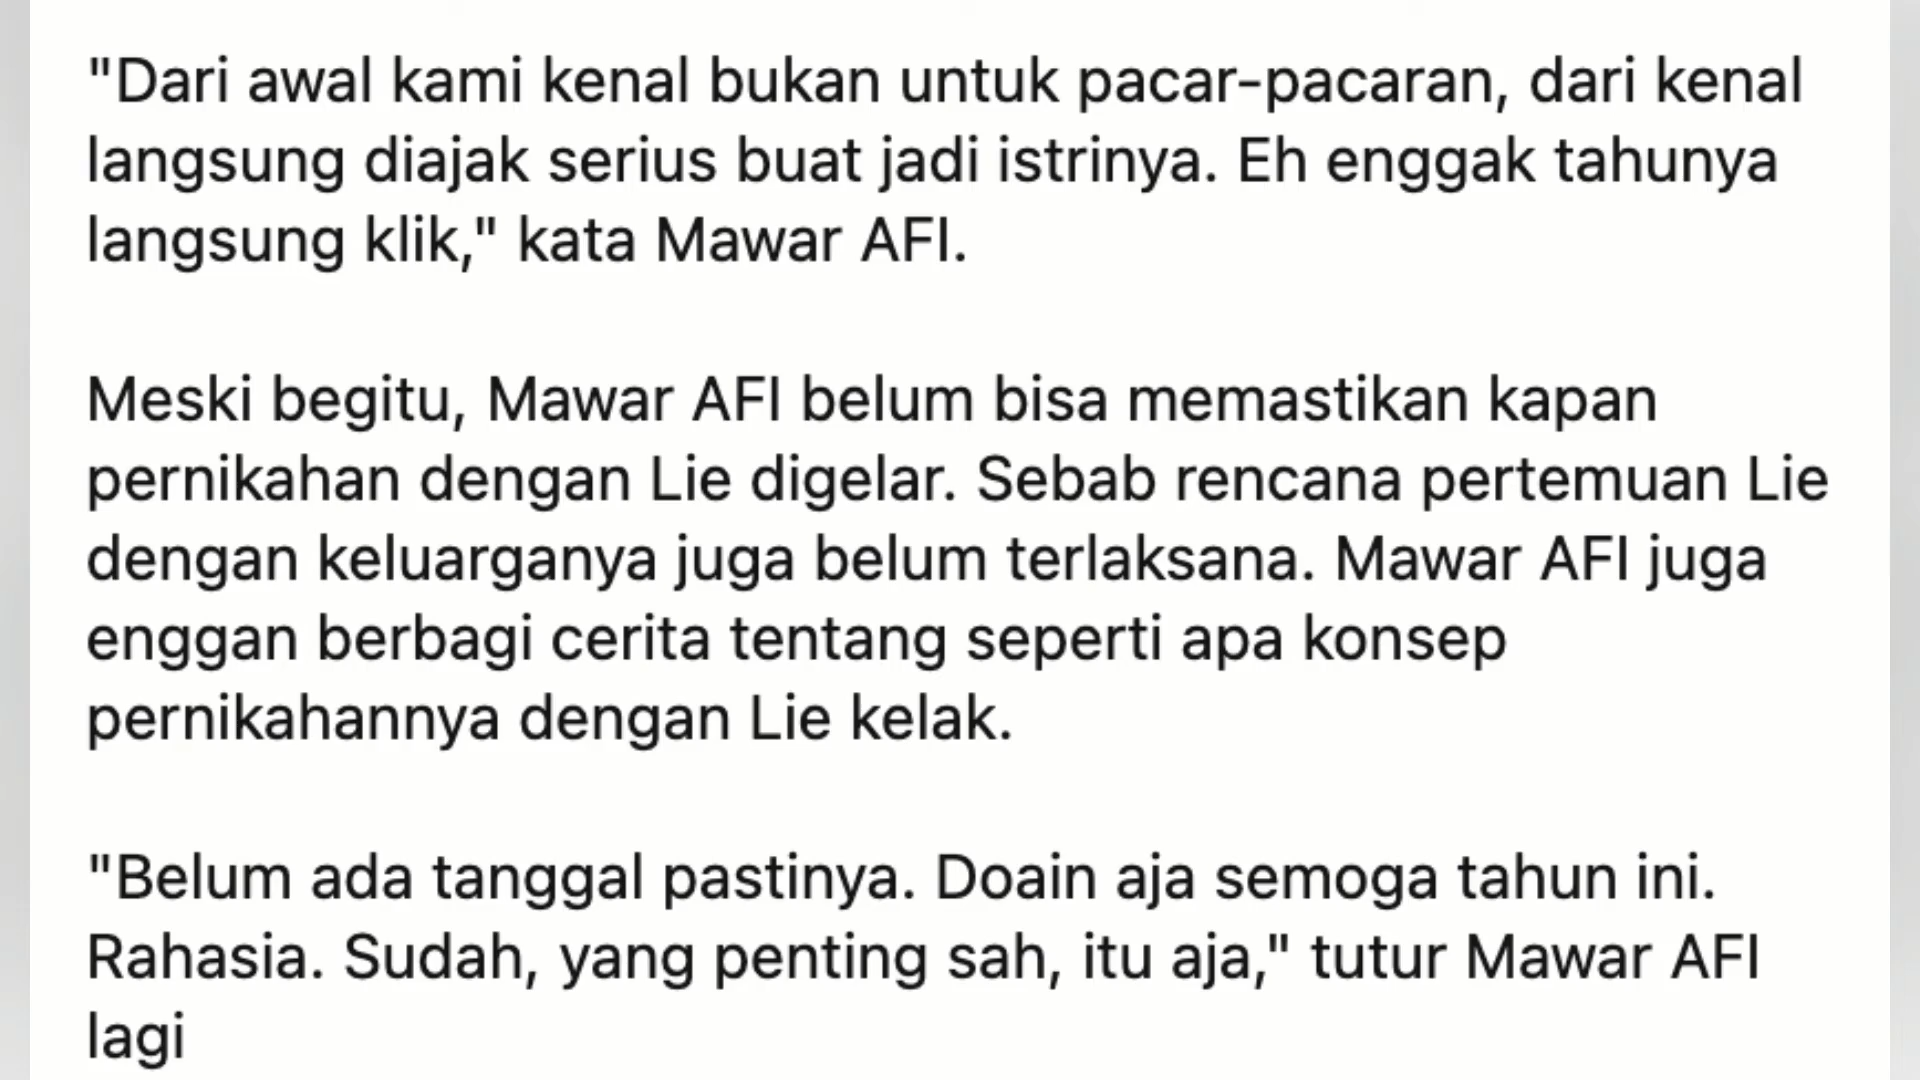 "Dari awal kami kenal bukan untuk pacar-pacaran, dari kenal
langsung diajak serius buat jadi istrinya. Eh enggak tahunya
langsung klik," kata Mawar AFI.
Meski begitu, Mawar AFI belum bisa memastikan kapan
pernikahan dengan Lie digelar. Sebab rencana pertemuan Lie
dengan keluarganya juga belum terlaksana. Mawar AFI juga
enggan berbagi cerita tentang seperti apa konsep
pernikahannya dengan Lie kelak.
"Belum ada tanggal pastinya. Doain aja semoga tahun ini.
Rahasia. Sudah, yang penting sah, itu aja," tutur Mawar AFI
lagi